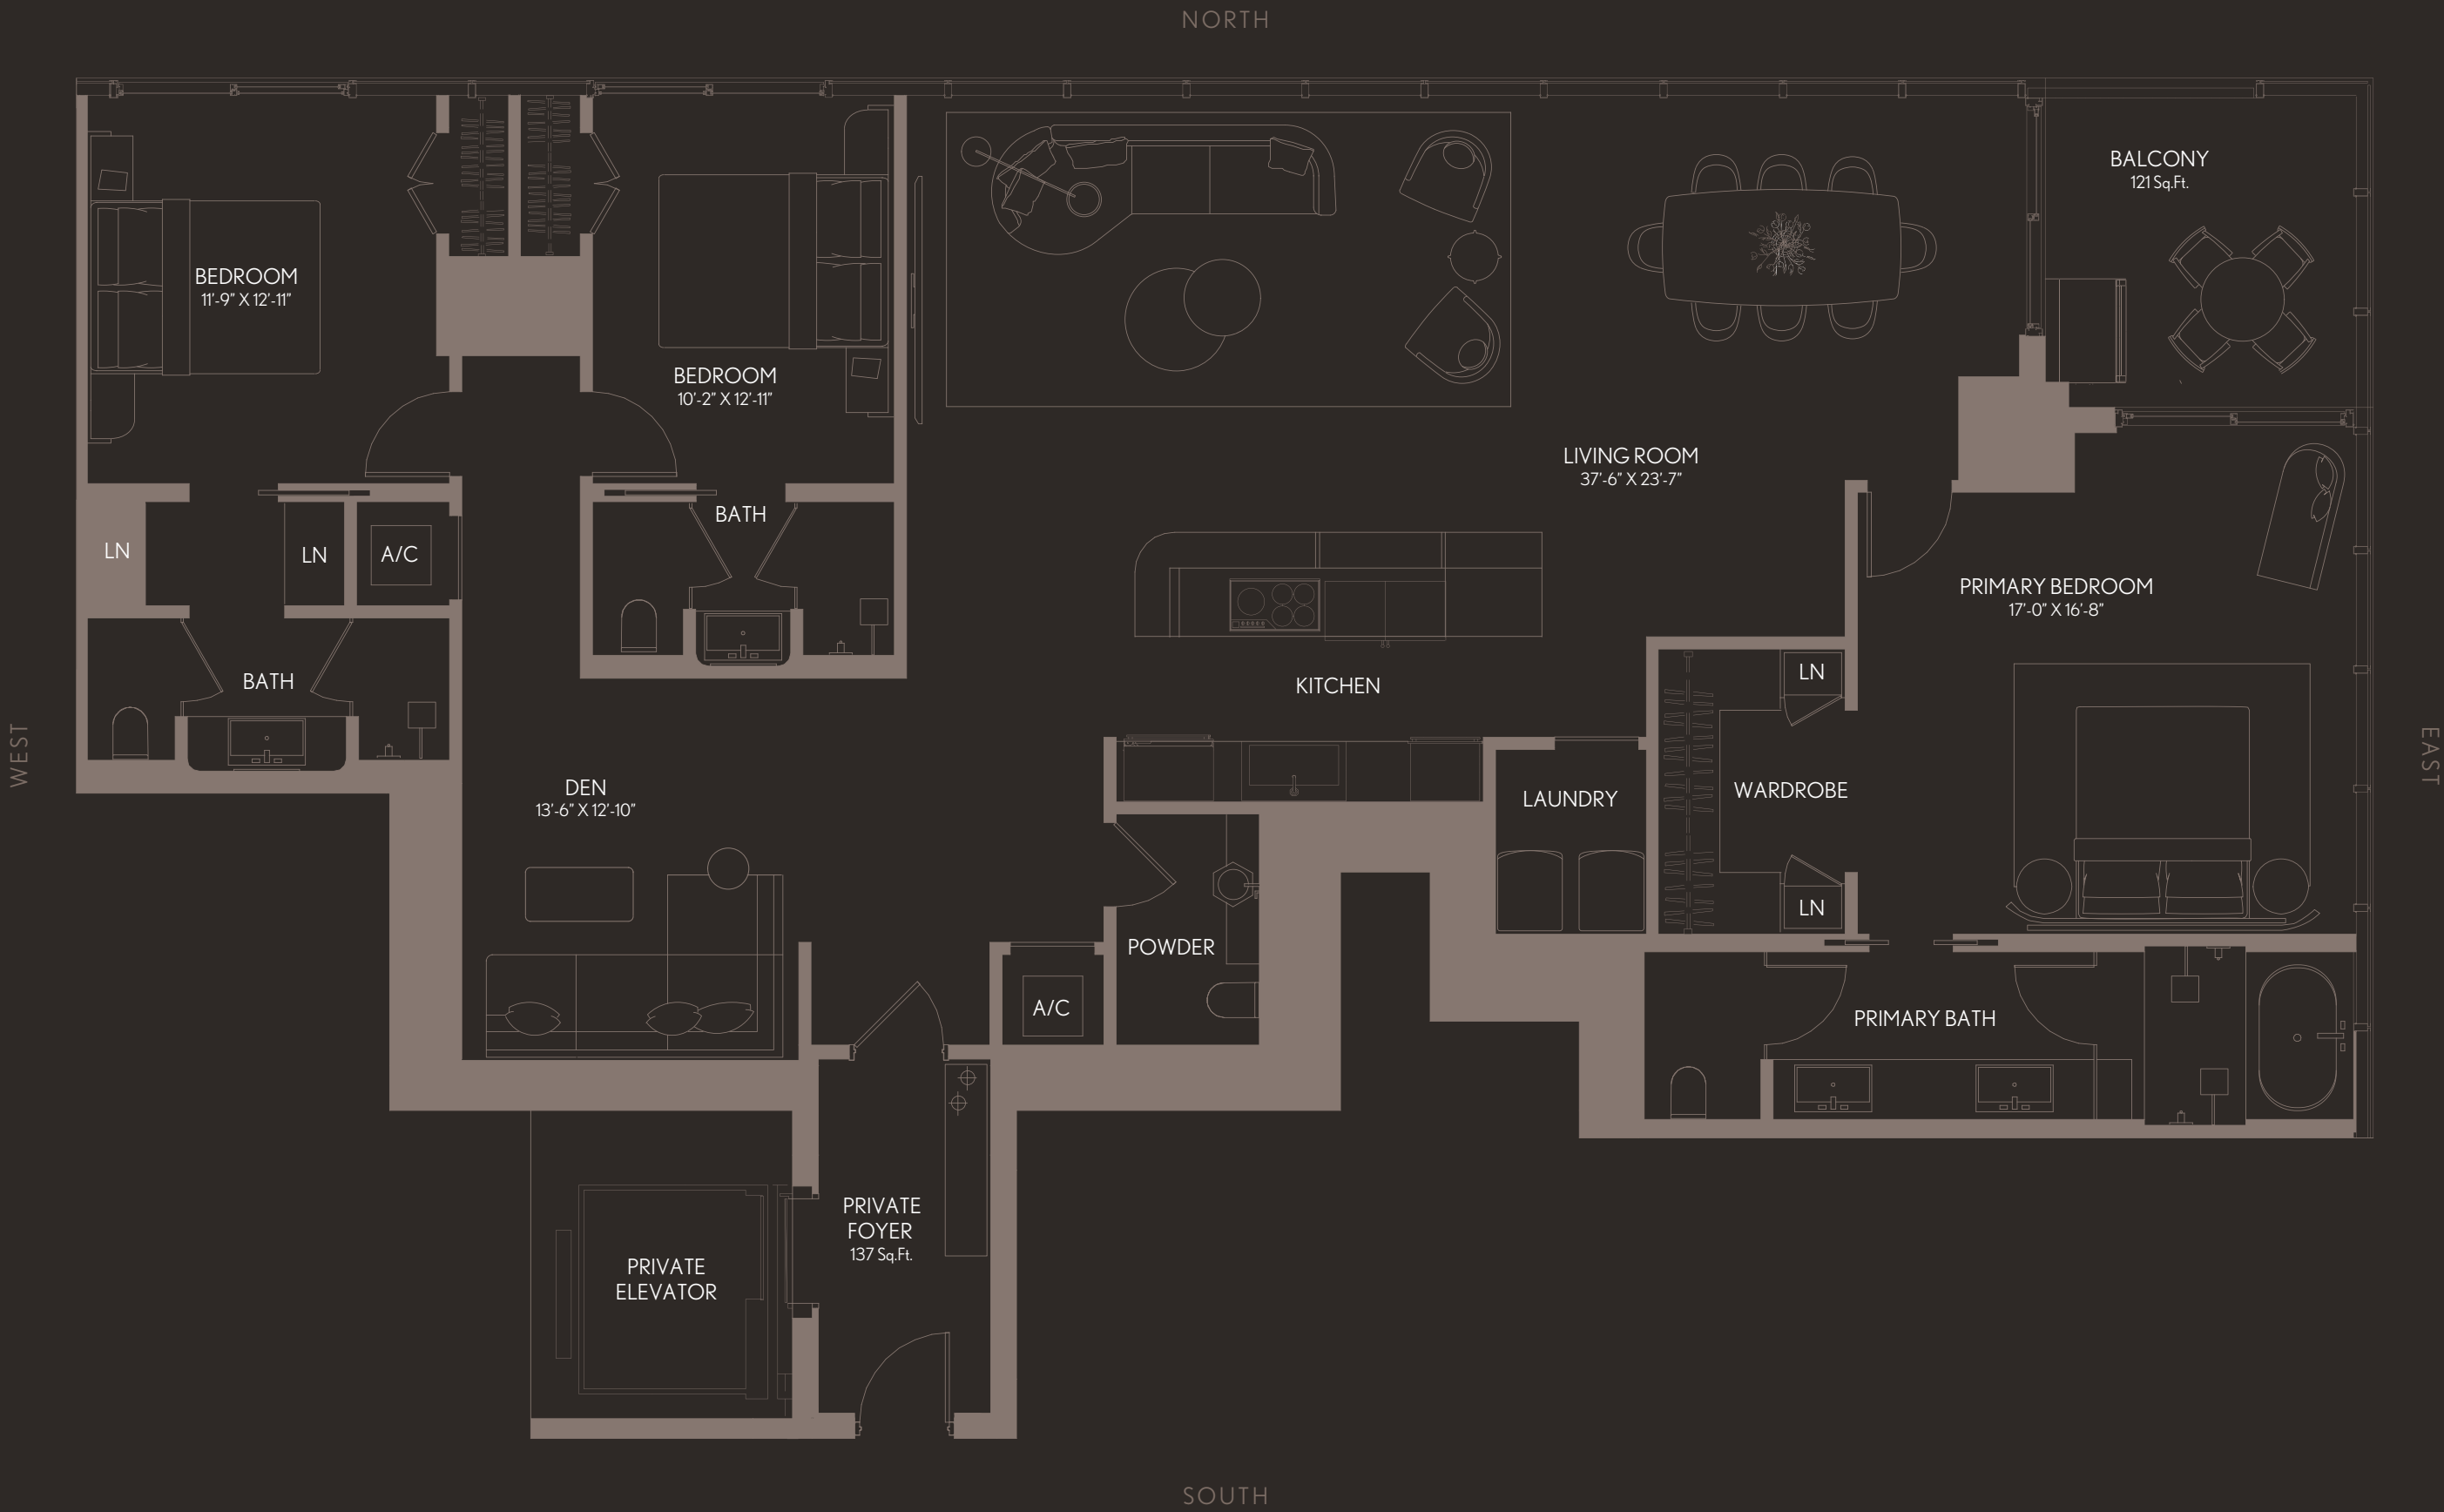 NORTH
BALCONY
121 Sq.Ft.
BEDROOM
11'-9" X 12'-11"
BEDROOM
10'-2" X 12'-11"
LIVING ROOM
37'-6" X 23'-7"
BATH
LN
LN
A/C
PRIMARY BEDROOM
17'-0" X 16'-8"
BATH
KITCHEN
LN
WEST
EAST
DEN
13'-6" X 12'-10"
LAUNDRY
WARDROBE
LN
POWDER
A/C
PRIMARY BATH
PRIVATE
FOYER
137 Sq.Ft.
PRIVATE
ELEVATOR
SOUTH